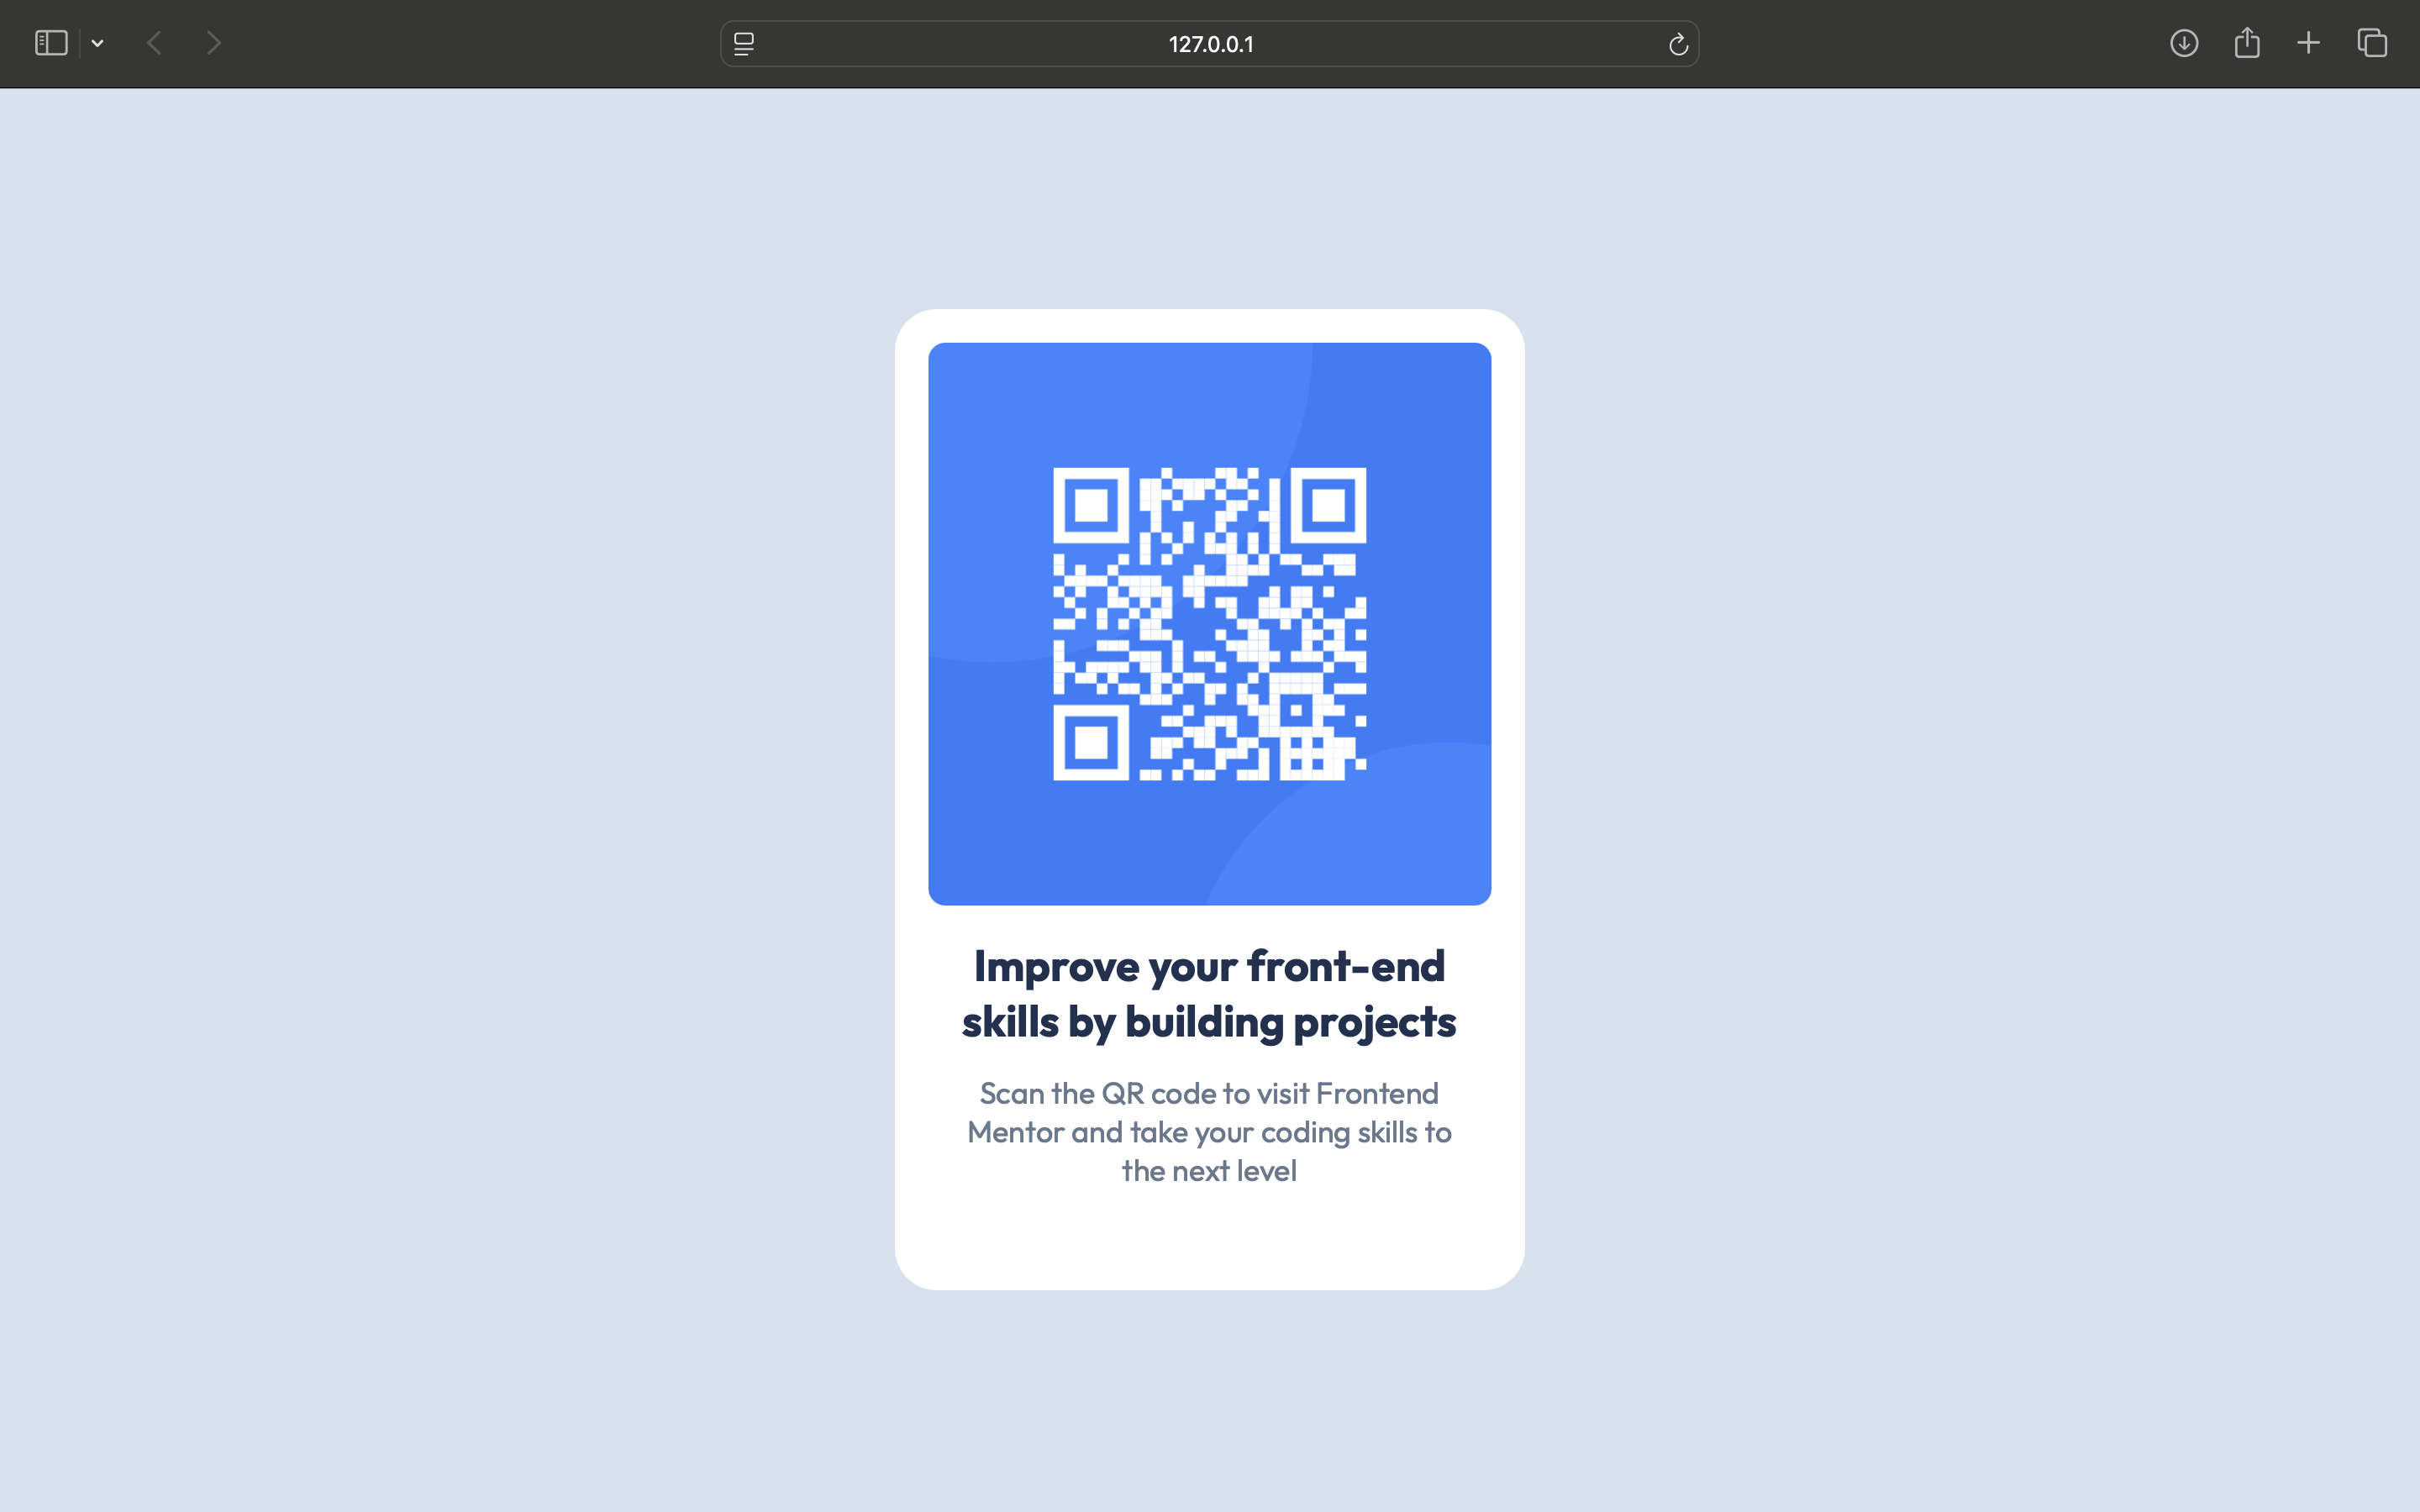 127.0.0.1
Improve your front-end
skills by building projects
Scan the QR code to visit Frontend
Mentor and take your coding skills to
the next level